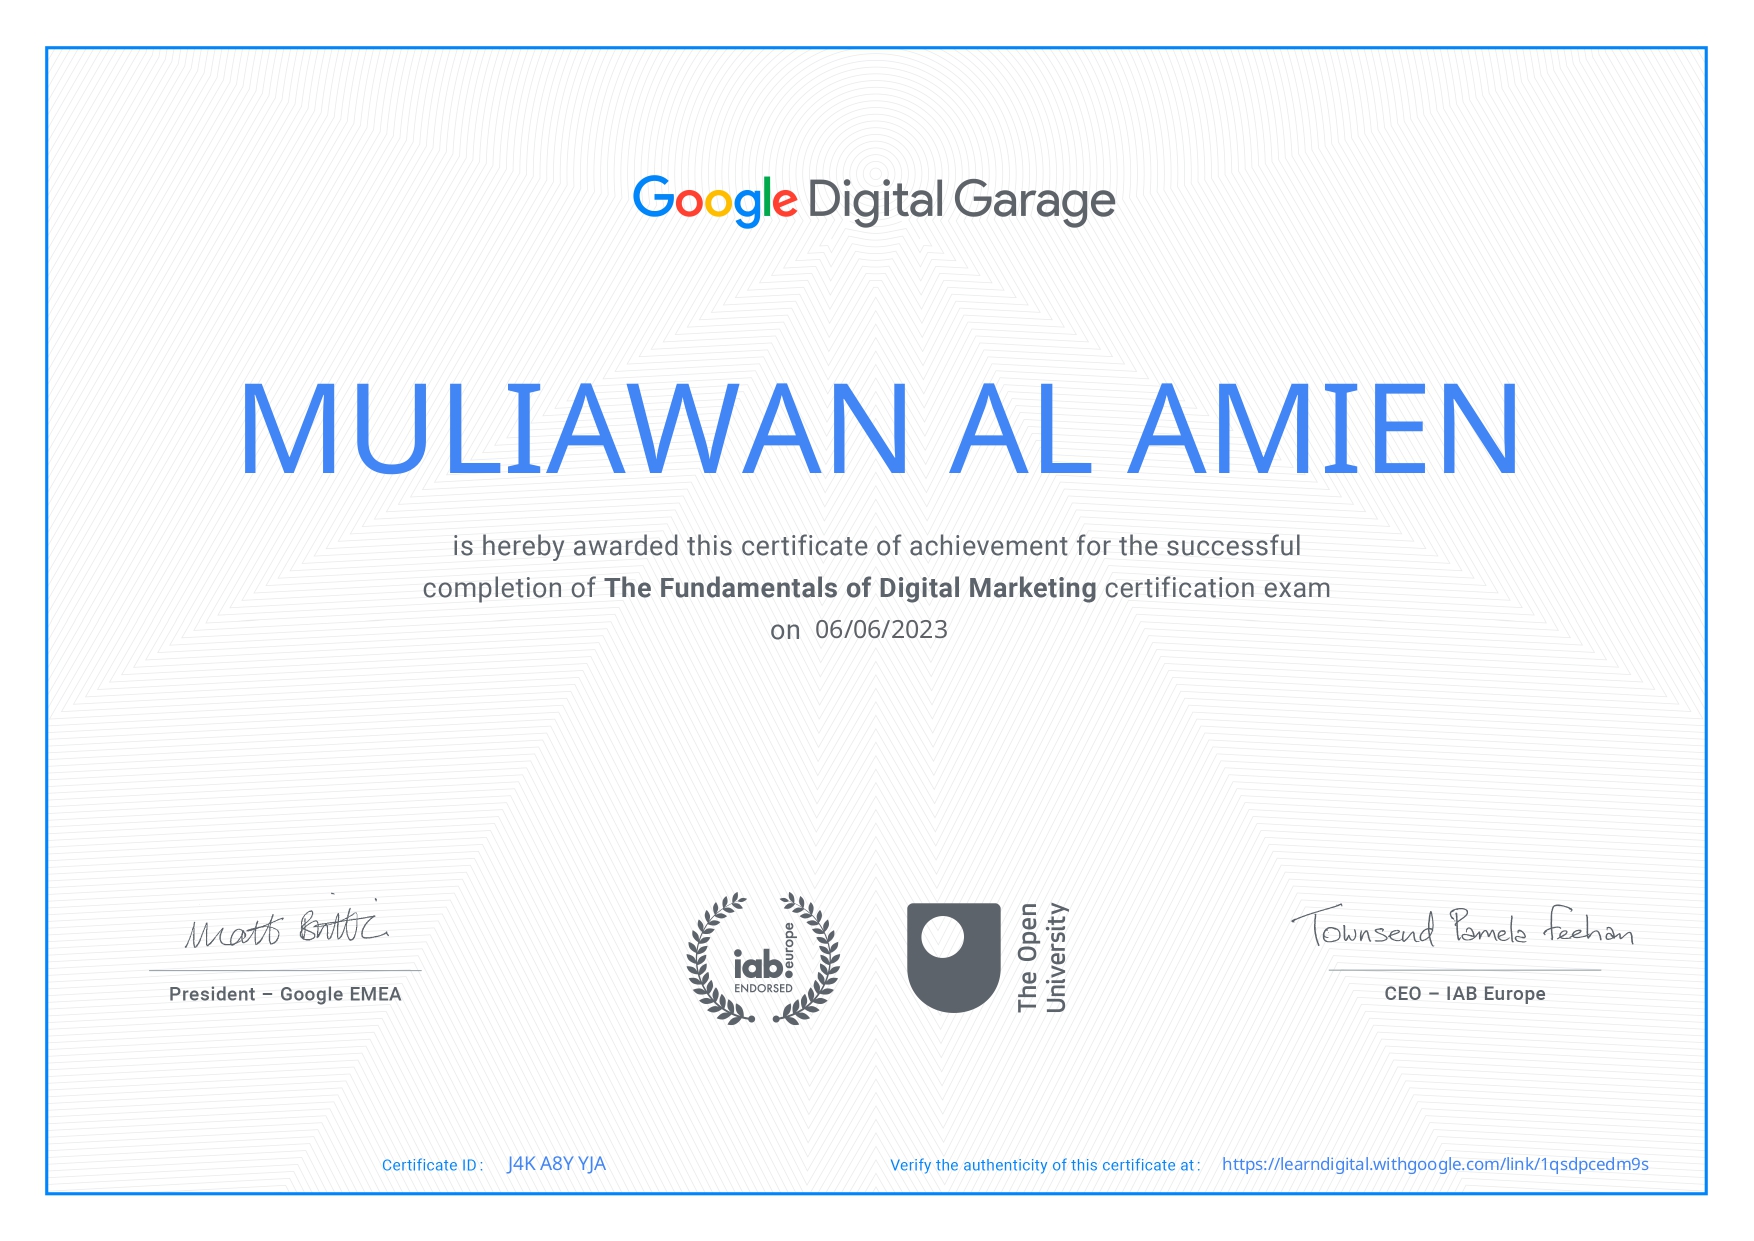 Google Digital Garage
MULIAWAN AL AMIEN
is hereby awarded this certificate of achievement for the successful
completion of The Fundamentals of Digital Marketing certification exam
on 06/06/2023
Matt Brittin
President – Google EMEA
iab europe
ENDORSED
The Open
University
Townsend Pamela Feehan
CEO – IAB Europe
Certificate ID: J4K A8Y YJA
Verify the authenticity of this certificate at: https://learndigital.withgoogle.com/link/1qsdpcedm9s